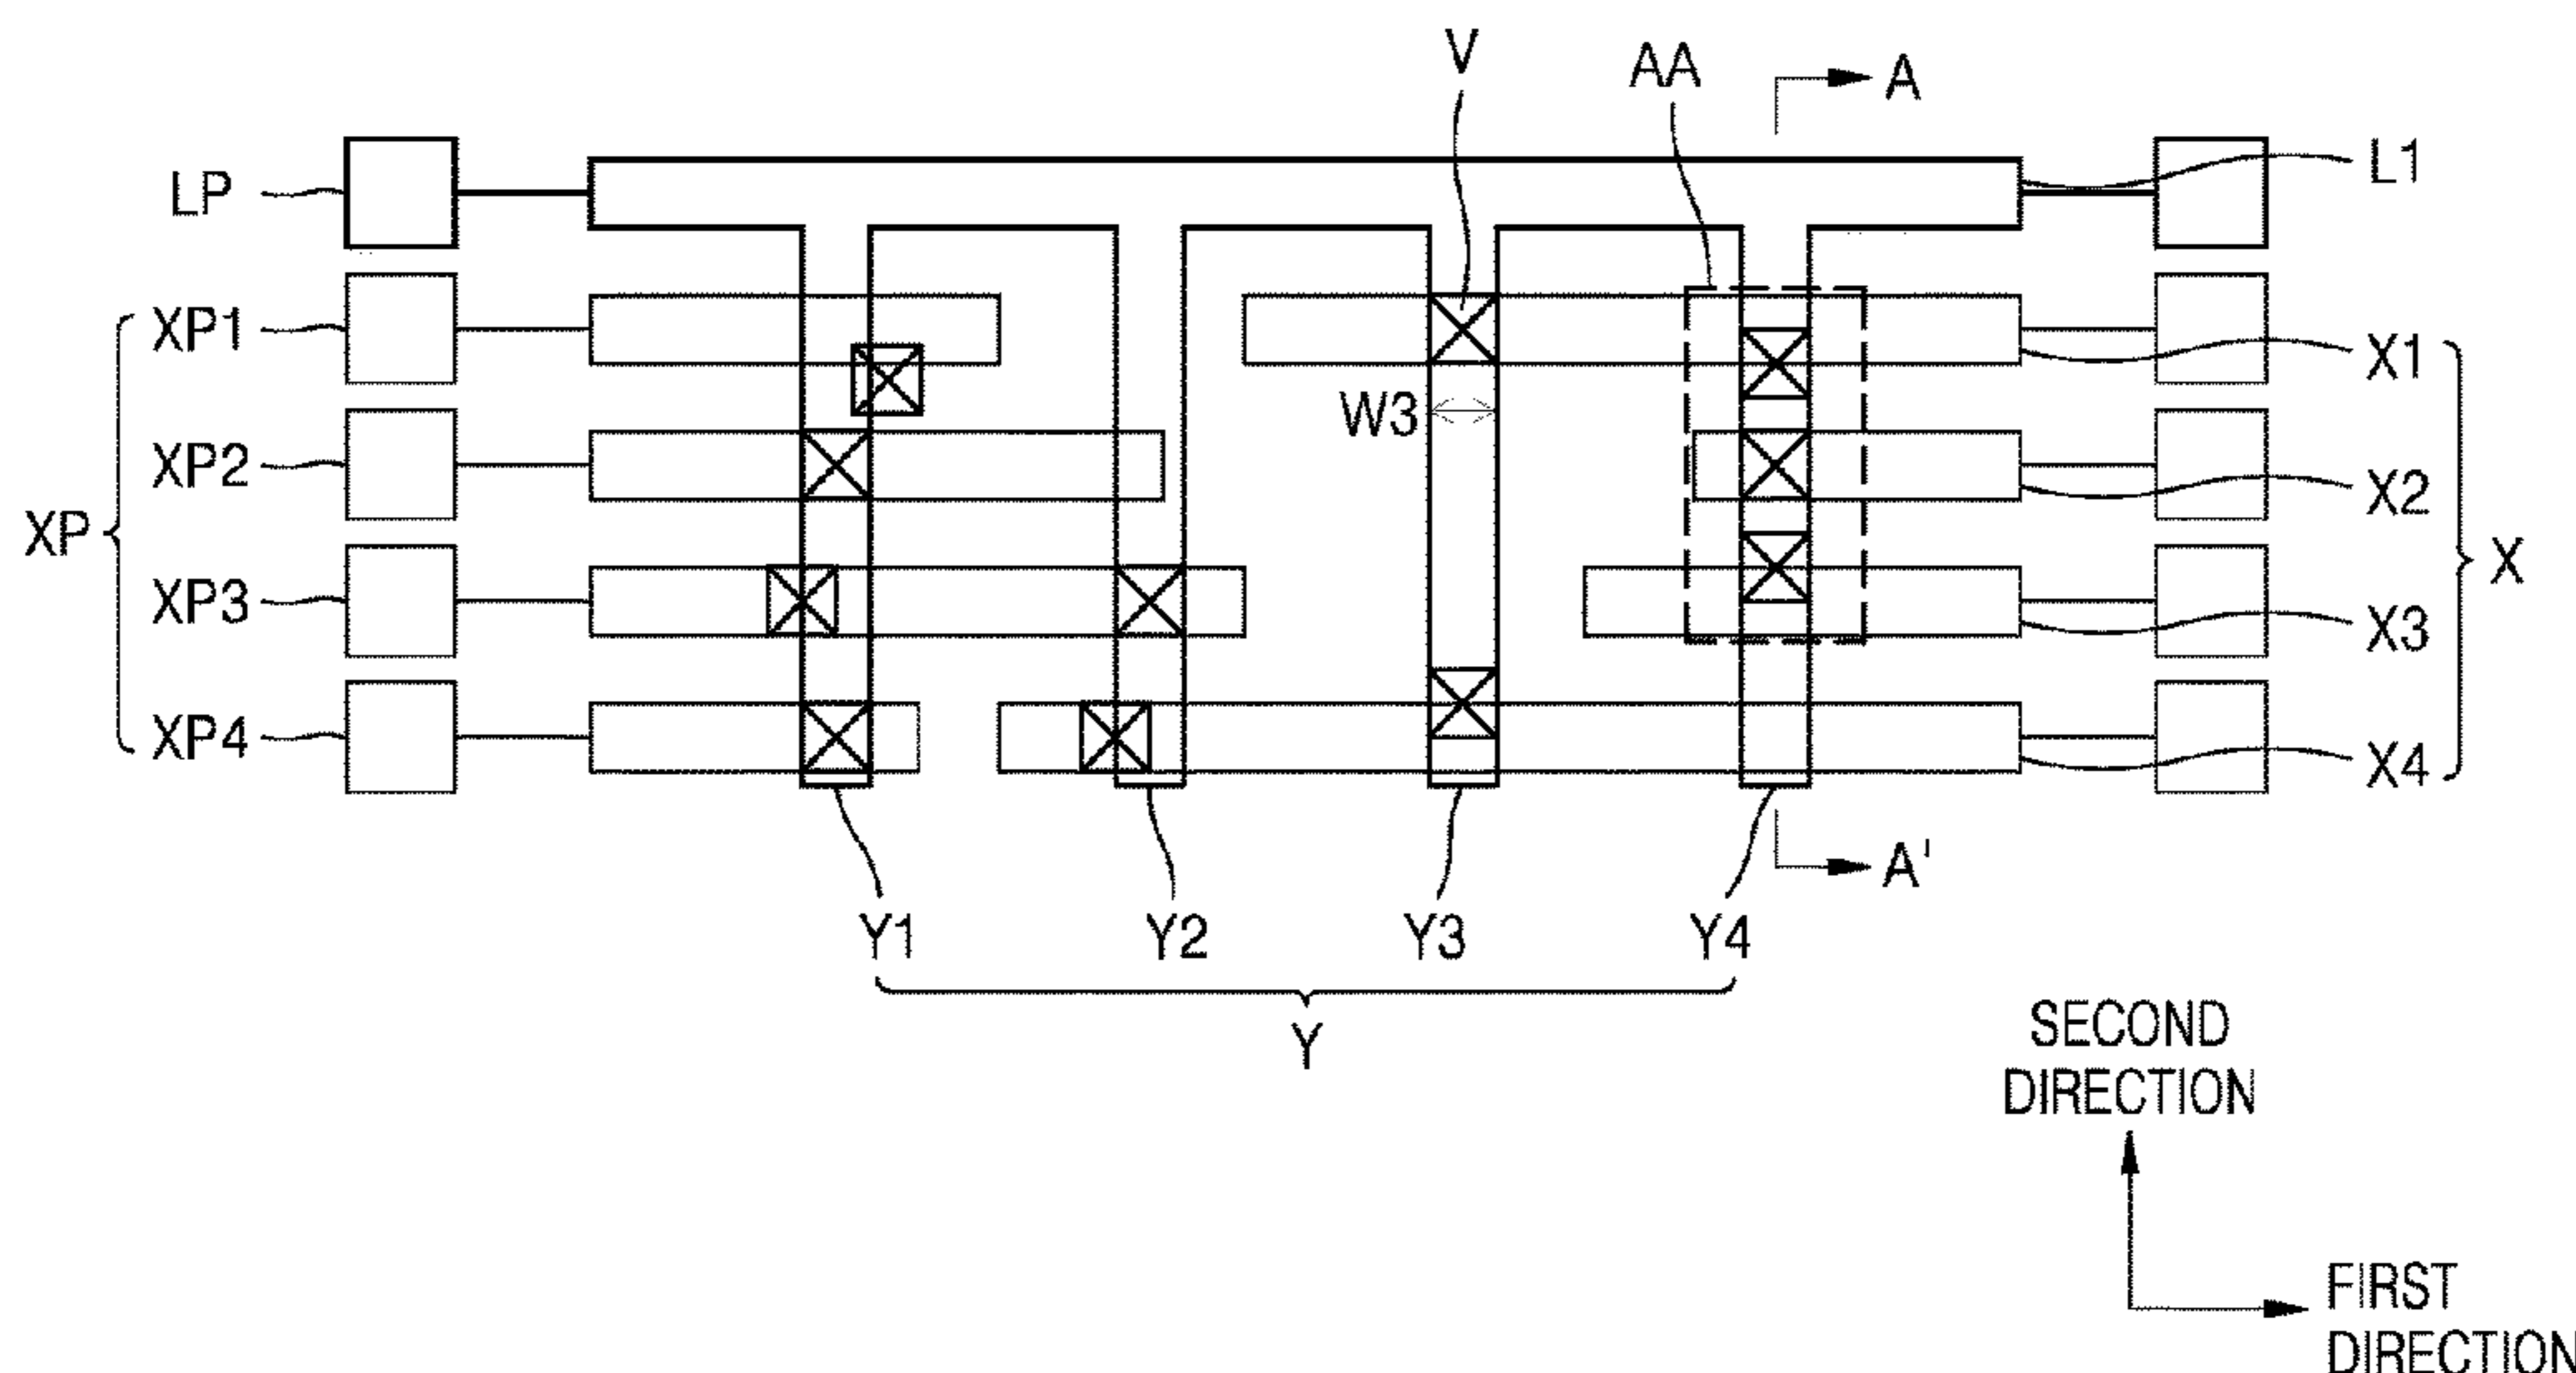 V
AA
A
LP
L1
XP1
X1
W3
XP2
X2
XP
X
XP3
X3
XP4
X4
A'
Y1
Y2
Y3
Y4
Y
SECOND
DIRECTION
FIRST
DIRECTION